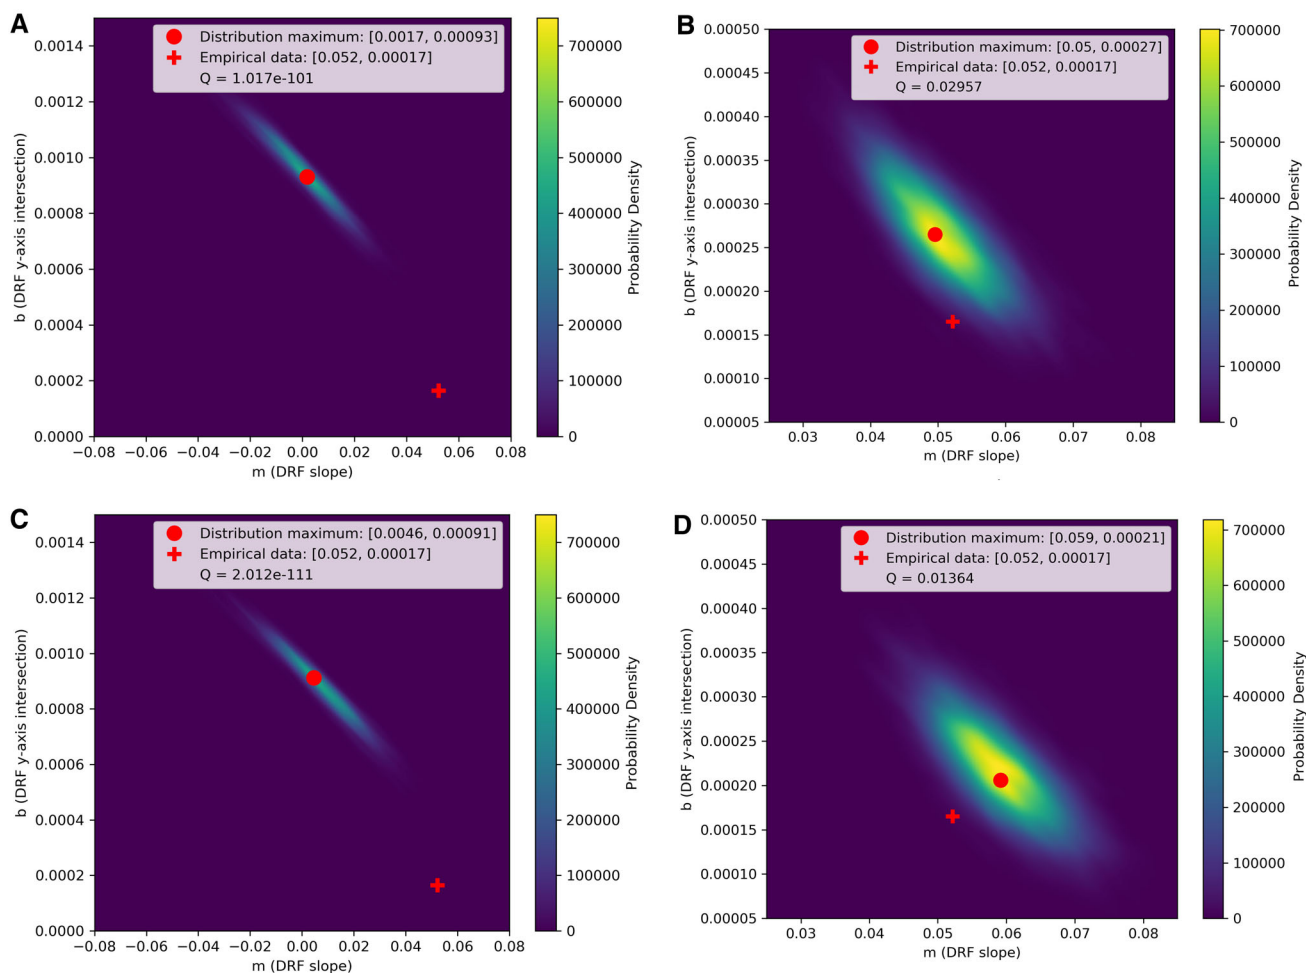 A
Distribution maximum: [0.0017, 0.00093]
Empirical data: [0.052, 0.00017]
Q = 1.017e-101
0.0014
0.0012
0.0010
0.0008
0.0006
0.0004
0.0002
0.0000
b (DRF y-axis intersection)
−0.08 −0.06 −0.04 −0.02 0.00 0.02 0.04 0.06 0.08
m (DRF slope)
700000
600000
500000
400000
300000
200000
100000
0
Probability Density
B
Distribution maximum: [0.05, 0.00027]
Empirical data: [0.052, 0.00017]
Q = 0.02957
0.00050
0.00045
0.00040
0.00035
0.00030
0.00025
0.00020
0.00015
0.00010
0.00005
b (DRF y-axis intersection)
0.03 0.04 0.05 0.06 0.07 0.08
m (DRF slope)
700000
600000
500000
400000
300000
200000
100000
0
Probability Density
C
Distribution maximum: [0.0046, 0.00091]
Empirical data: [0.052, 0.00017]
Q = 2.012e-111
0.0014
0.0012
0.0010
0.0008
0.0006
0.0004
0.0002
0.0000
b (DRF y-axis intersection)
−0.08 −0.06 −0.04 −0.02 0.00 0.02 0.04 0.06 0.08
m (DRF slope)
700000
600000
500000
400000
300000
200000
100000
0
Probability Density
D
Distribution maximum: [0.059, 0.00021]
Empirical data: [0.052, 0.00017]
Q = 0.01364
0.00050
0.00045
0.00040
0.00035
0.00030
0.00025
0.00020
0.00015
0.00010
0.00005
b (DRF y-axis intersection)
0.03 0.04 0.05 0.06 0.07 0.08
m (DRF slope)
700000
600000
500000
400000
300000
200000
100000
0
Probability Density